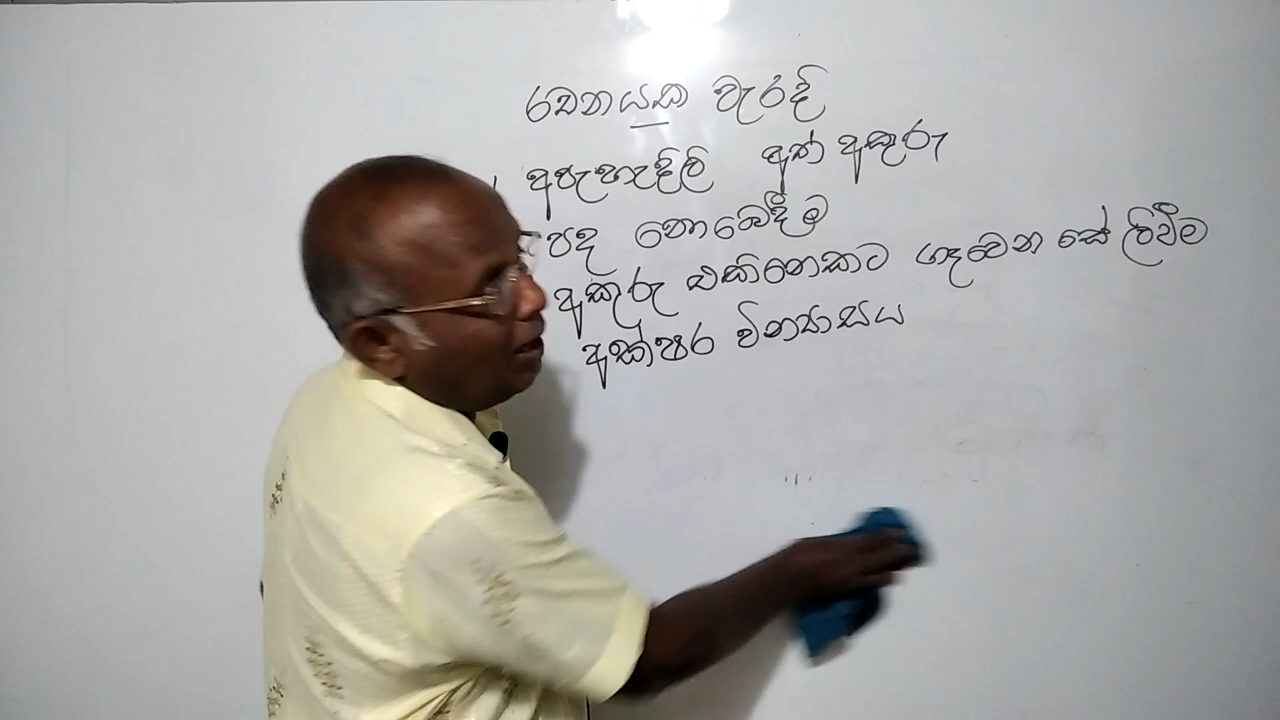 රචනයක වැරදි
අපැහැදිලි අත් අකුරු
පද නොබෙදීම
අකුරු එකිනෙකට ගෑවෙන සේ ලිවීම
අක්ෂර වින්‍යාසය